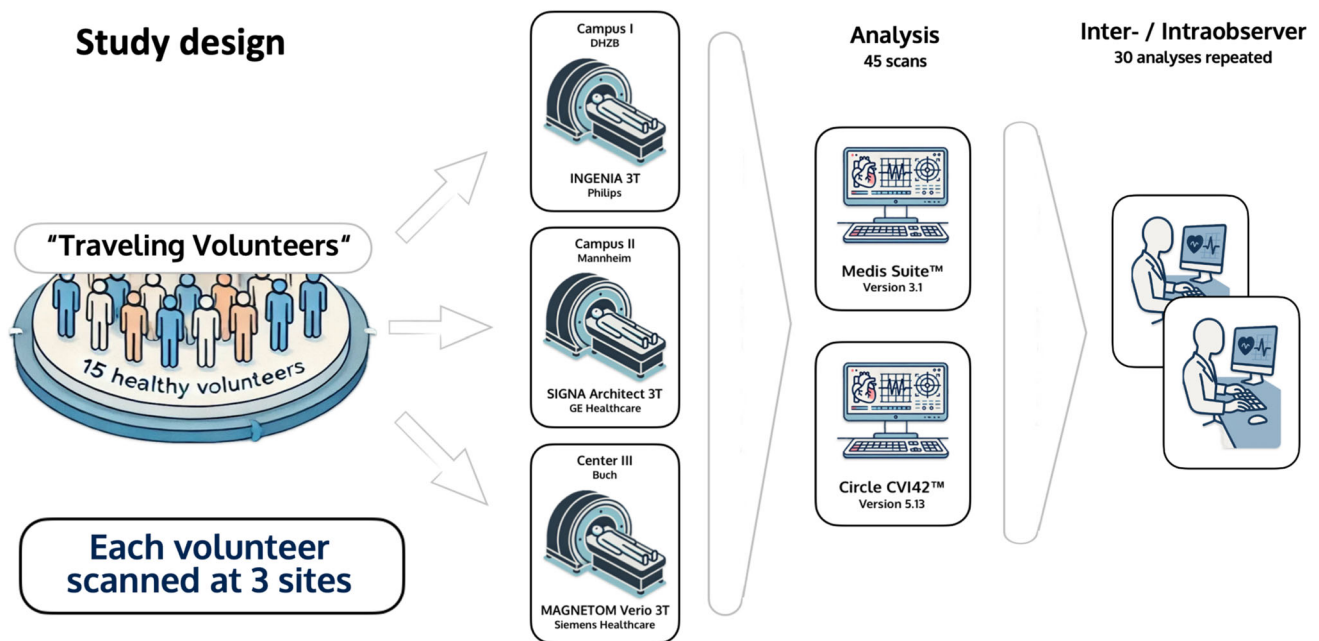 Study design
"Traveling Volunteers"
15 healthy volunteers
Each volunteer
scanned at 3 sites
Campus I
DHZB
INGENIA 3T
Philips
Campus II
Mannheim
SIGNA Architect 3T
GE Healthcare
Center III
Buch
MAGNETOM Verio 3T
Siemens Healthcare
Analysis
45 scans
Medis Suite™
Version 3.1
Circle CVI42™
Version 5.13
Inter- / Intraobserver
30 analyses repeated